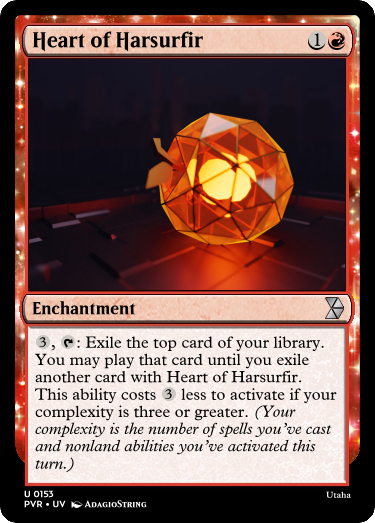 Heart of Harsurfir 1
Enchantment
3, : Exile the top card of your library.
You may play that card until you exile
another card with Heart of Harsurfir.
This ability costs 3 less to activate if your
complexity is three or greater. (Your
complexity is the number of spells you've cast
and nonland abilities you've activated this
turn.)
U 0153
PVR • UV AdagioString
Utaha